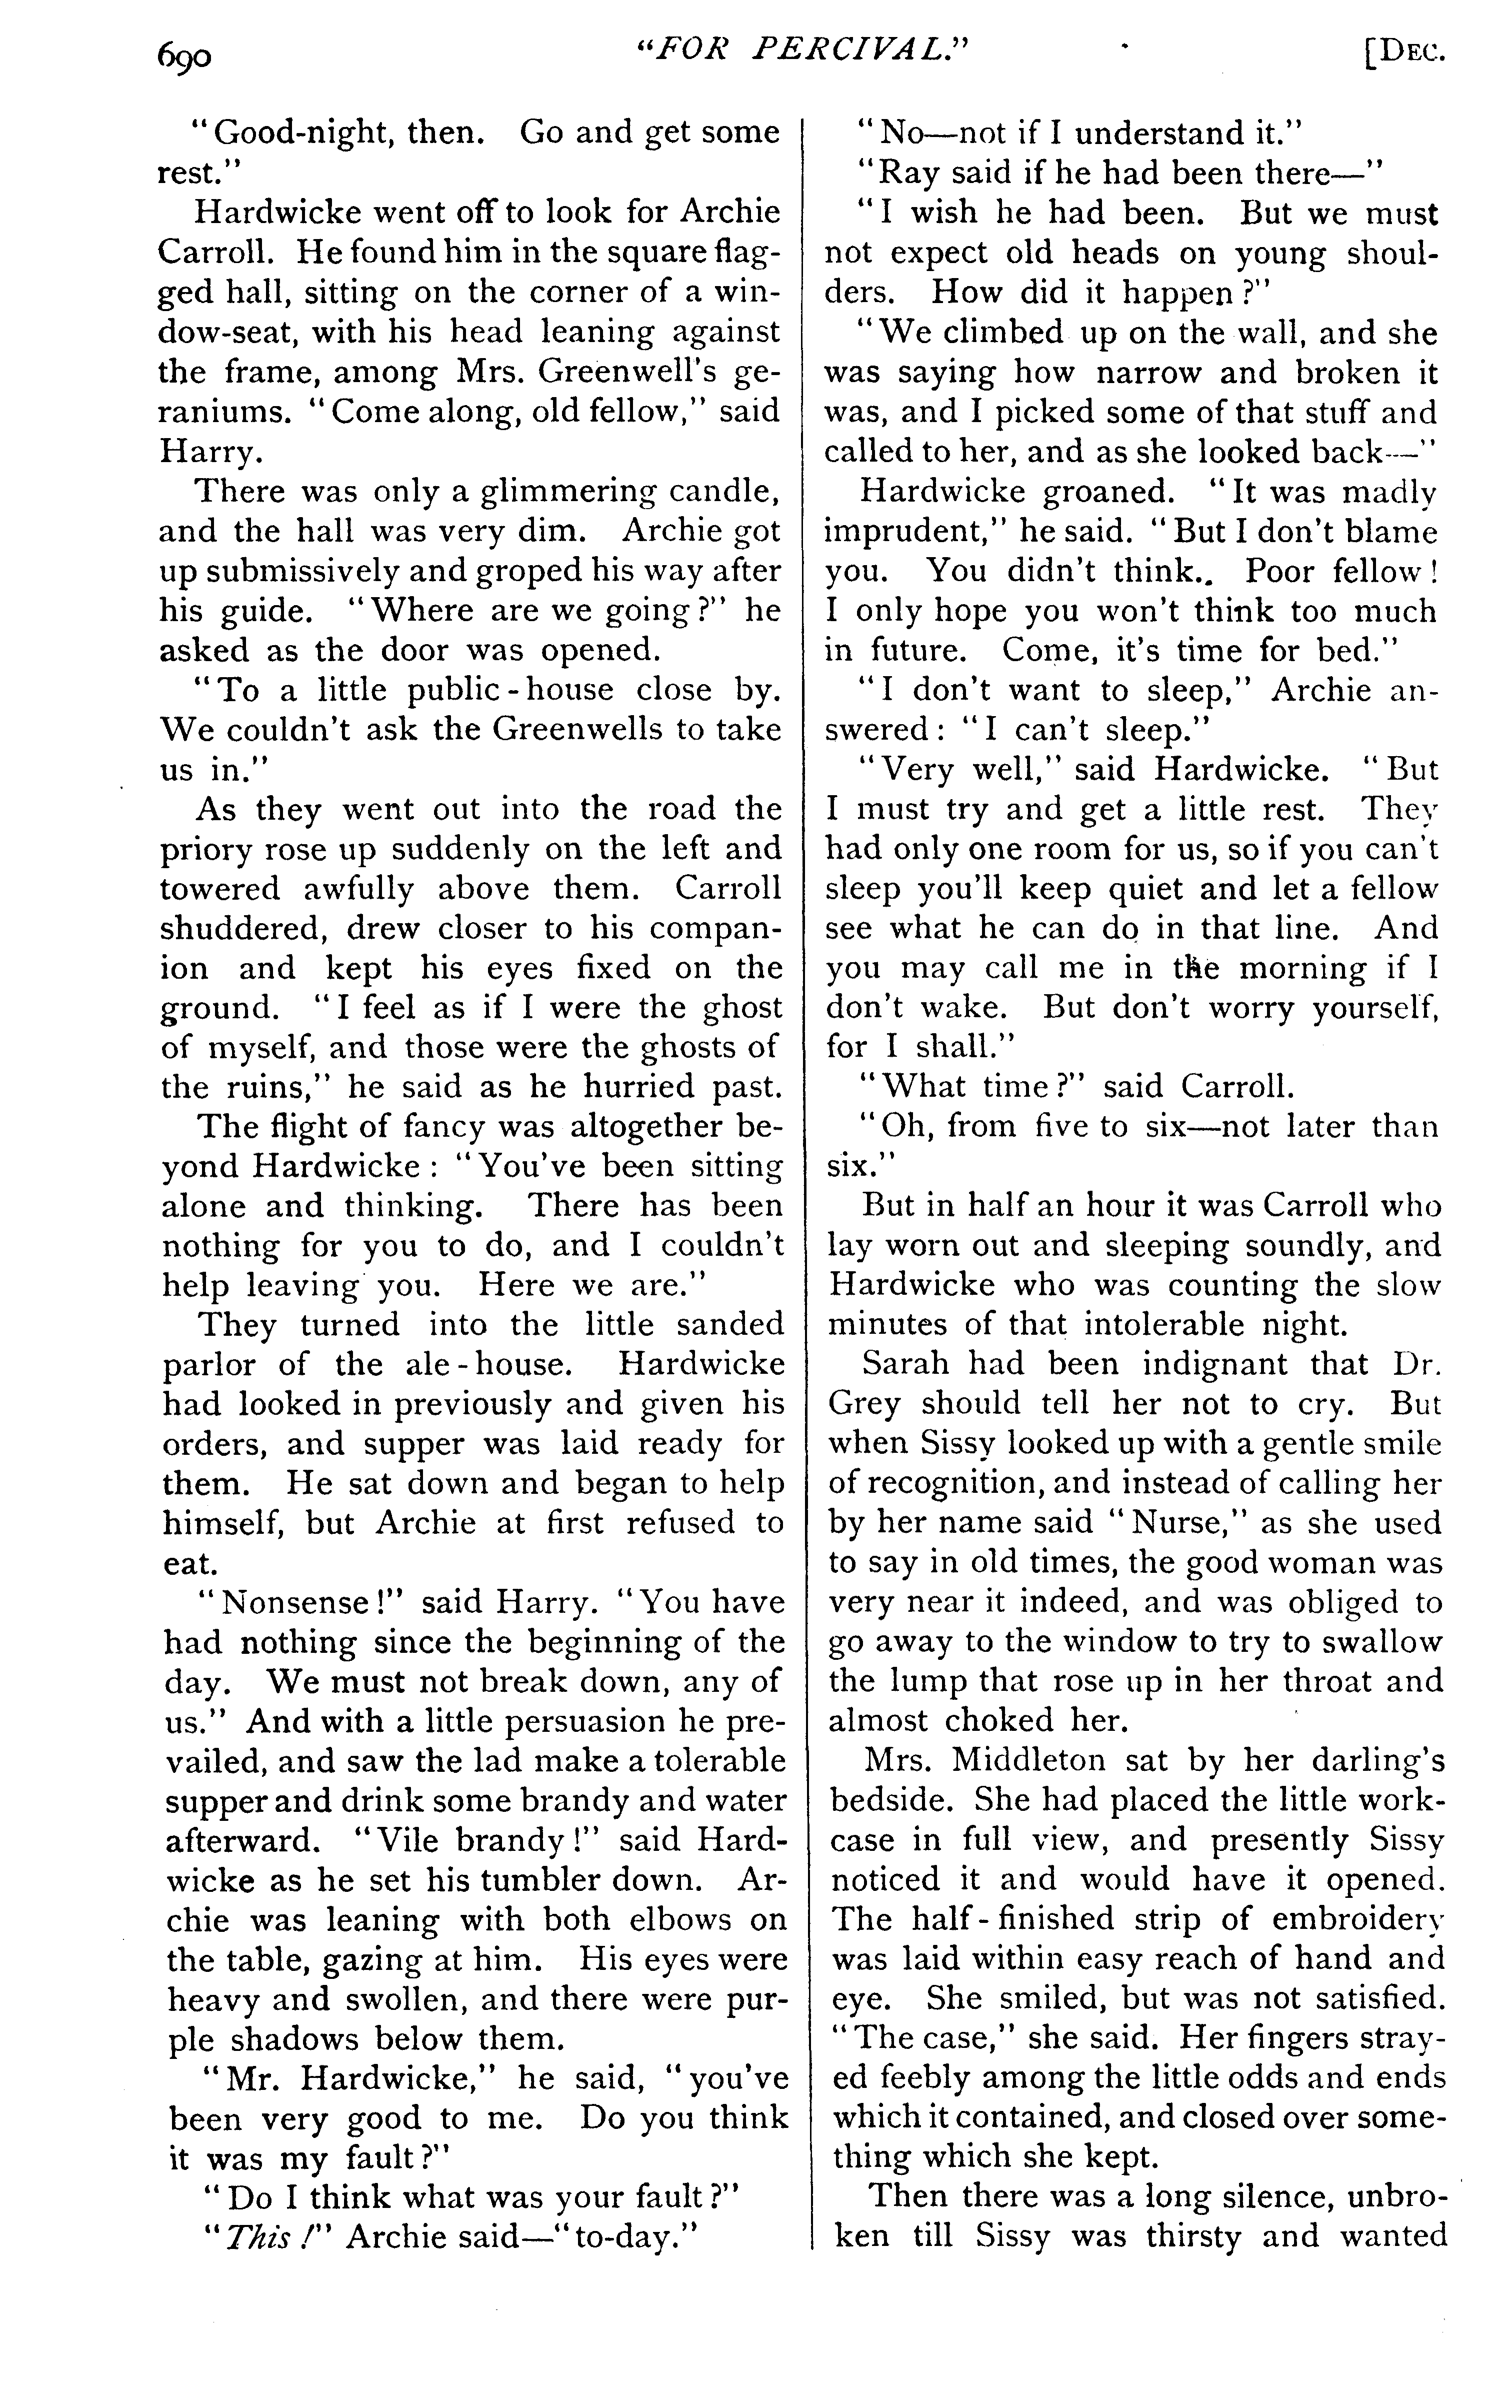 690
"FOR PERCIVAL."
[DEC.
"Good-night, then. Go and get some
rest."
Hardwicke went off to look for Archie
Carroll. He found him in the square flag-
ged hall, sitting on the corner of a win-
dow-seat, with his head leaning against
the frame, among Mrs. Greenwell's ge-
raniums. "Come along, old fellow," said
Harry.
There was only a glimmering candle,
and the hall was very dim. Archie got
up submissively and groped his way after
his guide. "Where are we going?" he
asked as the door was opened.
"To a little public-house close by.
We couldn't ask the Greenwells to take
us in."
As they went out into the road the
priory rose up suddenly on the left and
towered awfully above them. Carroll
shuddered, drew closer to his compan-
ion and kept his eyes fixed on the
ground. "I feel as if I were the ghost
of myself, and those were the ghosts of
the ruins," he said as he hurried past.
The flight of fancy was altogether be-
yond Hardwicke: "You've been sitting
alone and thinking. There has been
nothing for you to do, and I couldn't
help leaving you. Here we are."
They turned into the little sanded
parlor of the ale-house. Hardwicke
had looked in previously and given his
orders, and supper was laid ready for
them. He sat down and began to help
himself, but Archie at first refused to
eat.
"Nonsense!" said Harry. "You have
had nothing since the beginning of the
day. We must not break down, any of
us." And with a little persuasion he pre-
vailed, and saw the lad make a tolerable
supper and drink some brandy and water
afterward. "Vile brandy!" said Hard-
wicke as he set his tumbler down. Ar-
chie was leaning with both elbows on
the table, gazing at him. His eyes were
heavy and swollen, and there were pur-
ple shadows below them.
"Mr. Hardwicke," he said, "you've
been very good to me. Do you think
it was my fault?"
"Do I think what was your fault?"
"This!" Archie said—"to-day."
"No—not if I understand it."
"Ray said if he had been there—"
"I wish he had been. But we must
not expect old heads on young shoul-
ders. How did it happen?"
"We climbed up on the wall, and she
was saying how narrow and broken it
was, and I picked some of that stuff and
called to her, and as she looked back—"
Hardwicke groaned. "It was madly
imprudent," he said. "But I don't blame
you. You didn't think.. Poor fellow!
I only hope you won't think too much
in future. Come, it's time for bed."
"I don't want to sleep," Archie an-
swered: "I can't sleep."
"Very well," said Hardwicke. "But
I must try and get a little rest. They
had only one room for us, so if you can't
sleep you'll keep quiet and let a fellow
see what he can do in that line. And
you may call me in the morning if I
don't wake. But don't worry yourself,
for I shall."
"What time?" said Carroll.
"Oh, from five to six—not later than
six."
But in half an hour it was Carroll who
lay worn out and sleeping soundly, and
Hardwicke who was counting the slow
minutes of that intolerable night.
Sarah had been indignant that Dr.
Grey should tell her not to cry. But
when Sissy looked up with a gentle smile
of recognition, and instead of calling her
by her name said "Nurse," as she used
to say in old times, the good woman was
very near it indeed, and was obliged to
go away to the window to try to swallow
the lump that rose up in her throat and
almost choked her.
Mrs. Middleton sat by her darling's
bedside. She had placed the little work-
case in full view, and presently Sissy
noticed it and would have it opened.
The half-finished strip of embroidery
was laid within easy reach of hand and
eye. She smiled, but was not satisfied.
"The case," she said. Her fingers stray-
ed feebly among the little odds and ends
which it contained, and closed over some-
thing which she kept.
Then there was a long silence, unbro-
ken till Sissy was thirsty and wanted